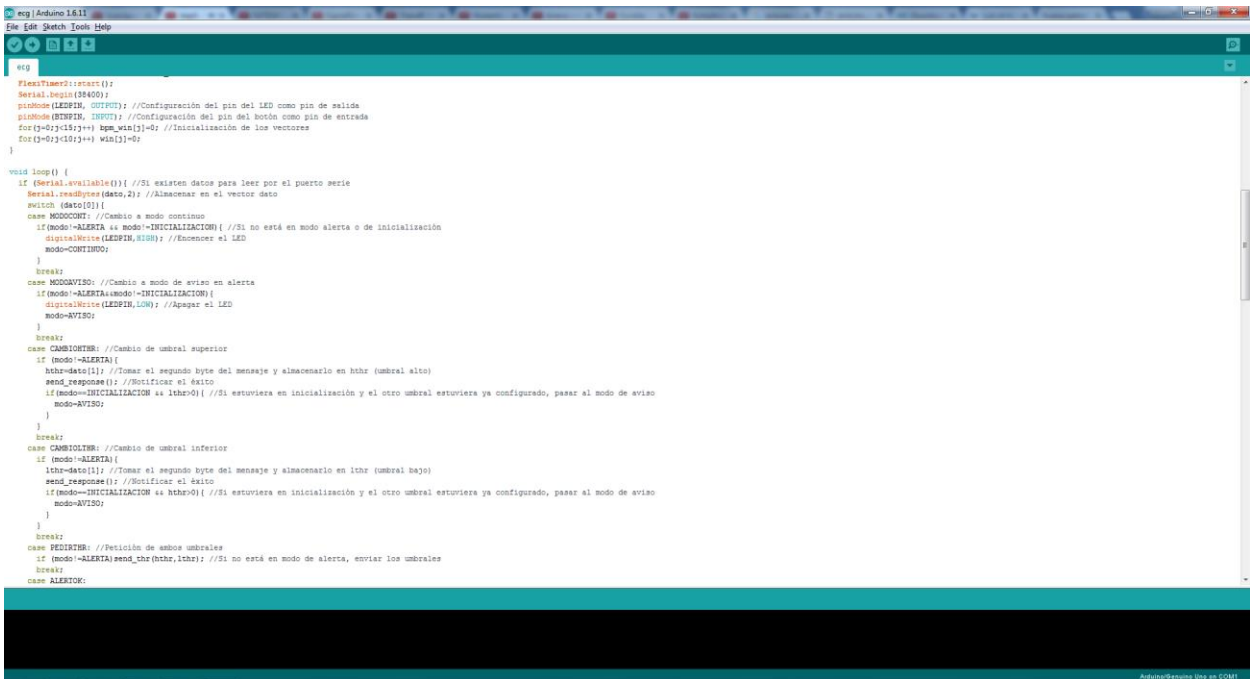 ecg | Arduino 1.6.11
File Edit Sketch Tools Help
ecg
FlexiTimer2::start();
Serial.begin(38400);
pinMode(LEDPIN, OUTPUT); //Configuración del pin del LED como pin de salida
pinMode(BTNPIN, INPUT); //Configuración del pin del botón como pin de entrada
for(j=0;j<15;j++) bpm_win[j]=0; //Inicialización de los vectores
for(j=0;j<10;j++) win[j]=0;
}
void loop() {
if (Serial.available()){ //Si existen datos para leer por el puerto serie
Serial.readBytes(dato,2); //Almacenar en el vector dato
switch (dato[0]){
case MODOCONT: //Cambio a modo continuo
if(modo!=ALERTA && modo!=INICIALIZACION){ //Si no está en modo alerta o de inicialización
digitalWrite(LEDPIN,HIGH); //Encencer el LED
modo=CONTINUO;
}
break;
case MODOAVISO: //Cambio a modo de aviso en alerta
if(modo!=ALERTA&&modo!=INICIALIZACION){
digitalWrite(LEDPIN,LOW); //Apagar el LED
modo=AVISO;
}
break;
case CAMBIOHTHR: //Cambio de umbral superior
if (modo!=ALERTA){
hthr=dato[1]; //Tomar el segundo byte del mensaje y almacenarlo en hthr (umbral alto)
send_response(); //Notificar el éxito
if(modo==INICIALIZACION && lthr>0){ //Si estuviera en inicialización y el otro umbral estuviera ya configurado, pasar al modo de aviso
modo=AVISO;
}
}
break;
case CAMBIOLTHR: //Cambio de umbral inferior
if (modo!=ALERTA){
lthr=dato[1]; //Tomar el segundo byte del mensaje y almacenarlo en lthr (umbral bajo)
send_response(); //Notificar el éxito
if(modo==INICIALIZACION && hthr>0){ //Si estuviera en inicialización y el otro umbral estuviera ya configurado, pasar al modo de aviso
modo=AVISO;
}
}
break;
case PEDIRTHR: //Petición de ambos umbrales
if (modo!=ALERTA)send_thr(hthr,lthr); //Si no está en modo de alerta, enviar los umbrales
break;
case ALERTOK:
Arduino/Genuino Uno en COM1